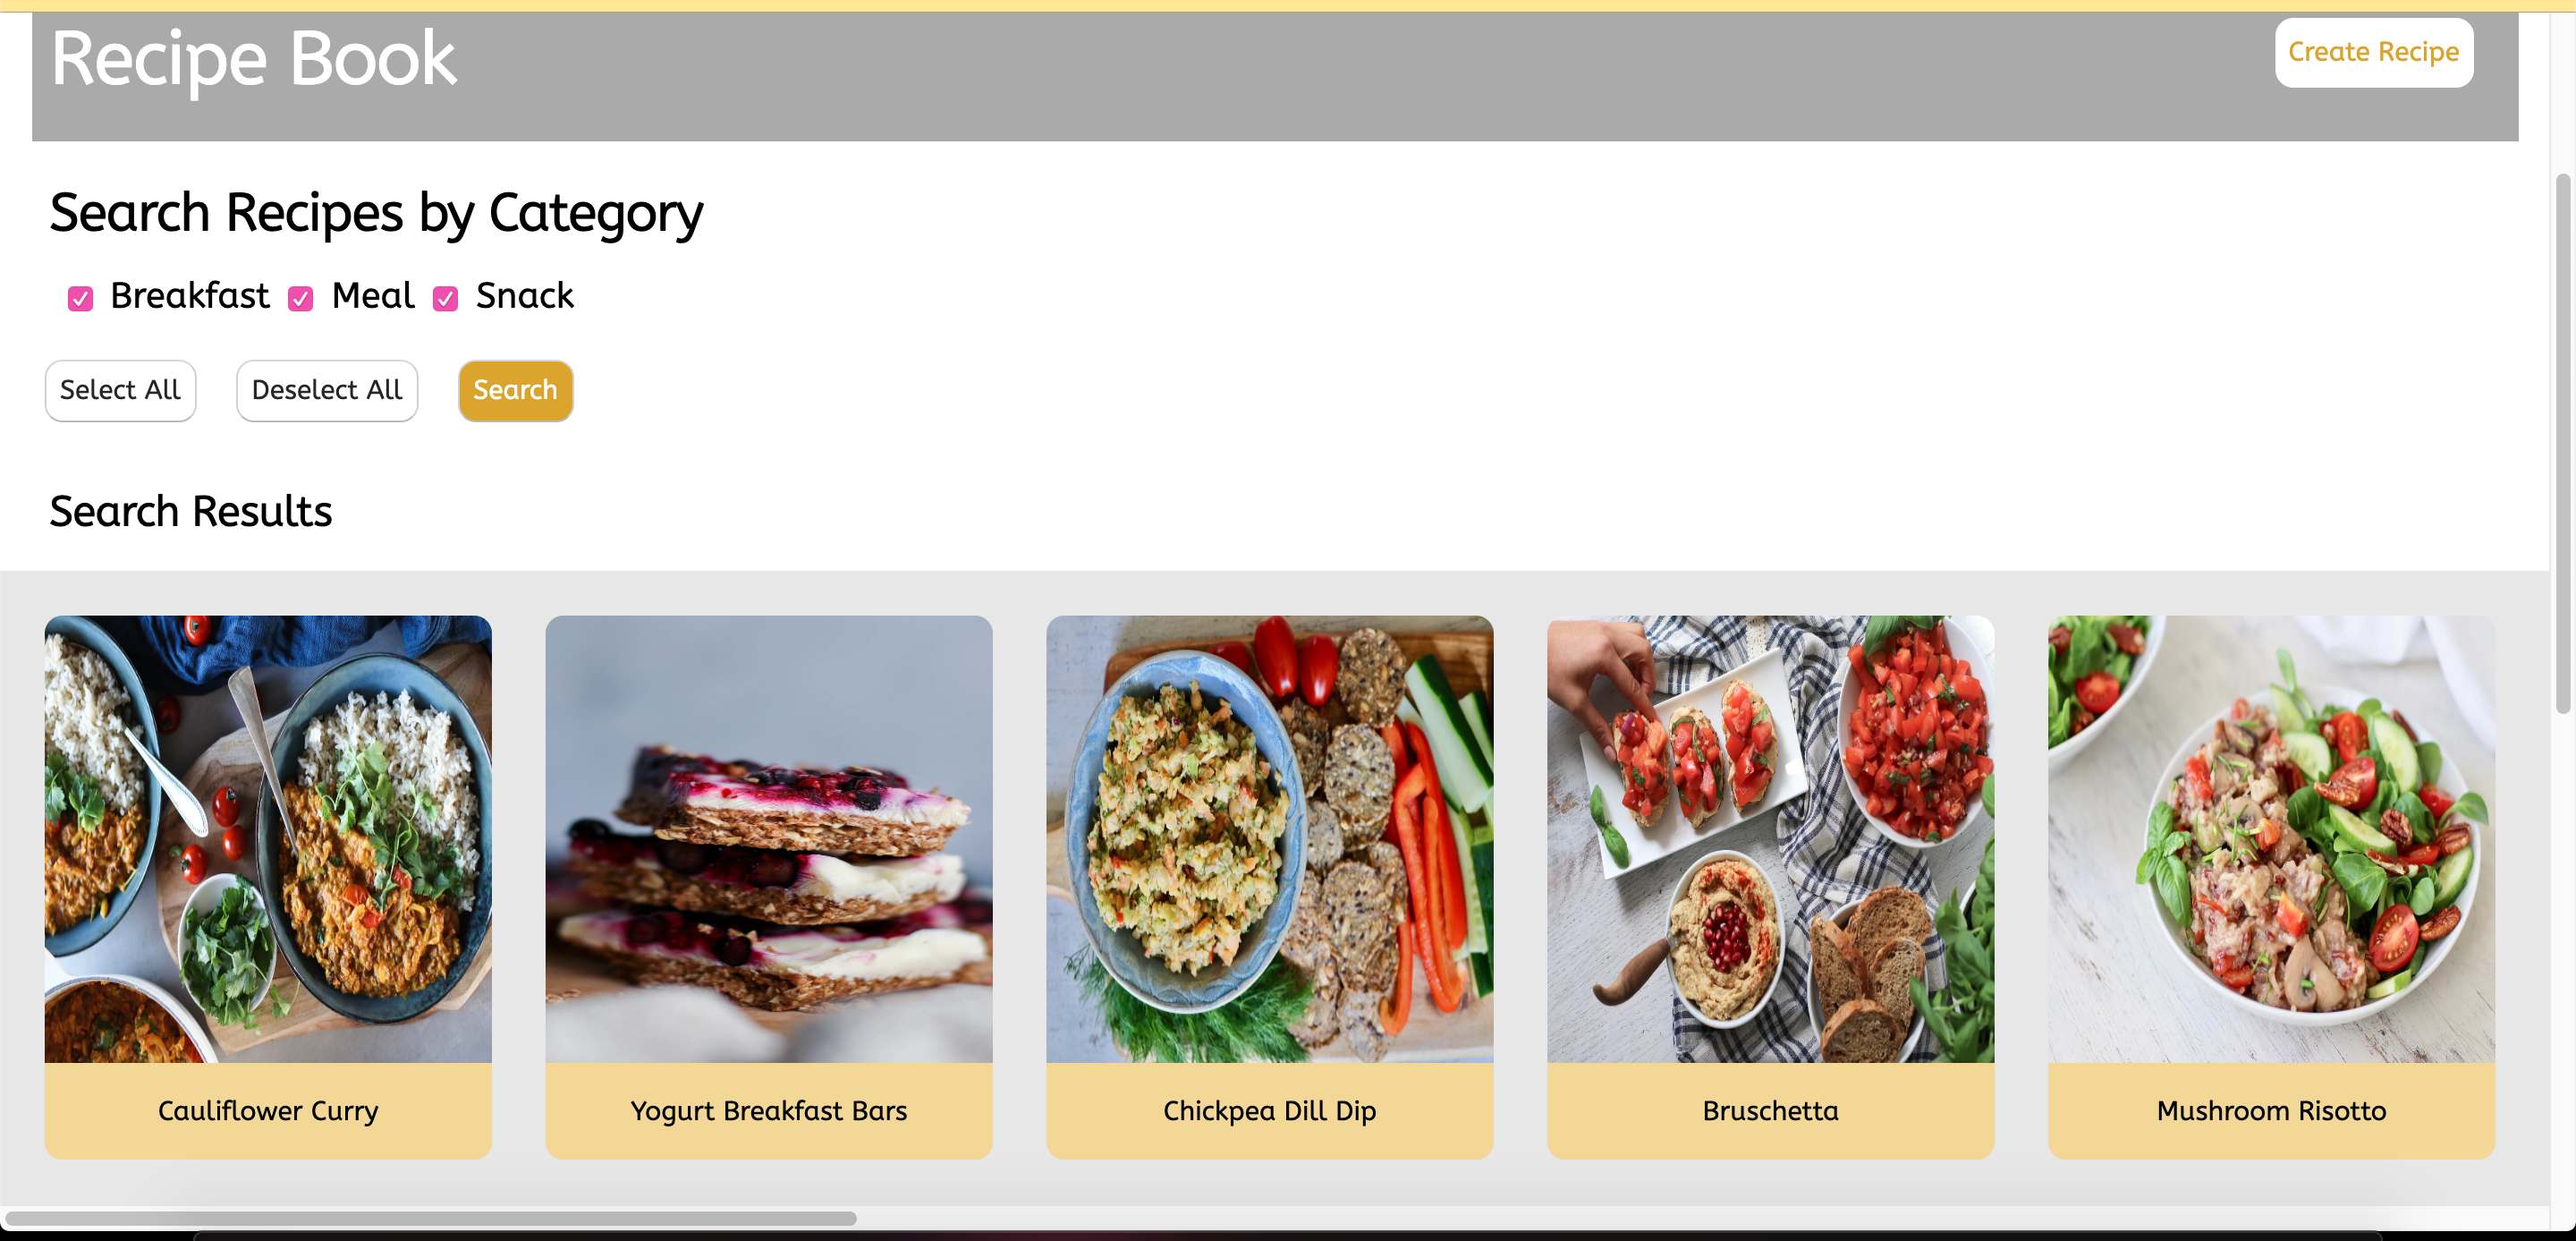 Recipe Book
Create Recipe
Search Recipes by Category
Breakfast Meal Snack
Select All Deselect All Search
Search Results
Cauliflower Curry
Yogurt Breakfast Bars
Chickpea Dill Dip
Bruschetta
Mushroom Risotto